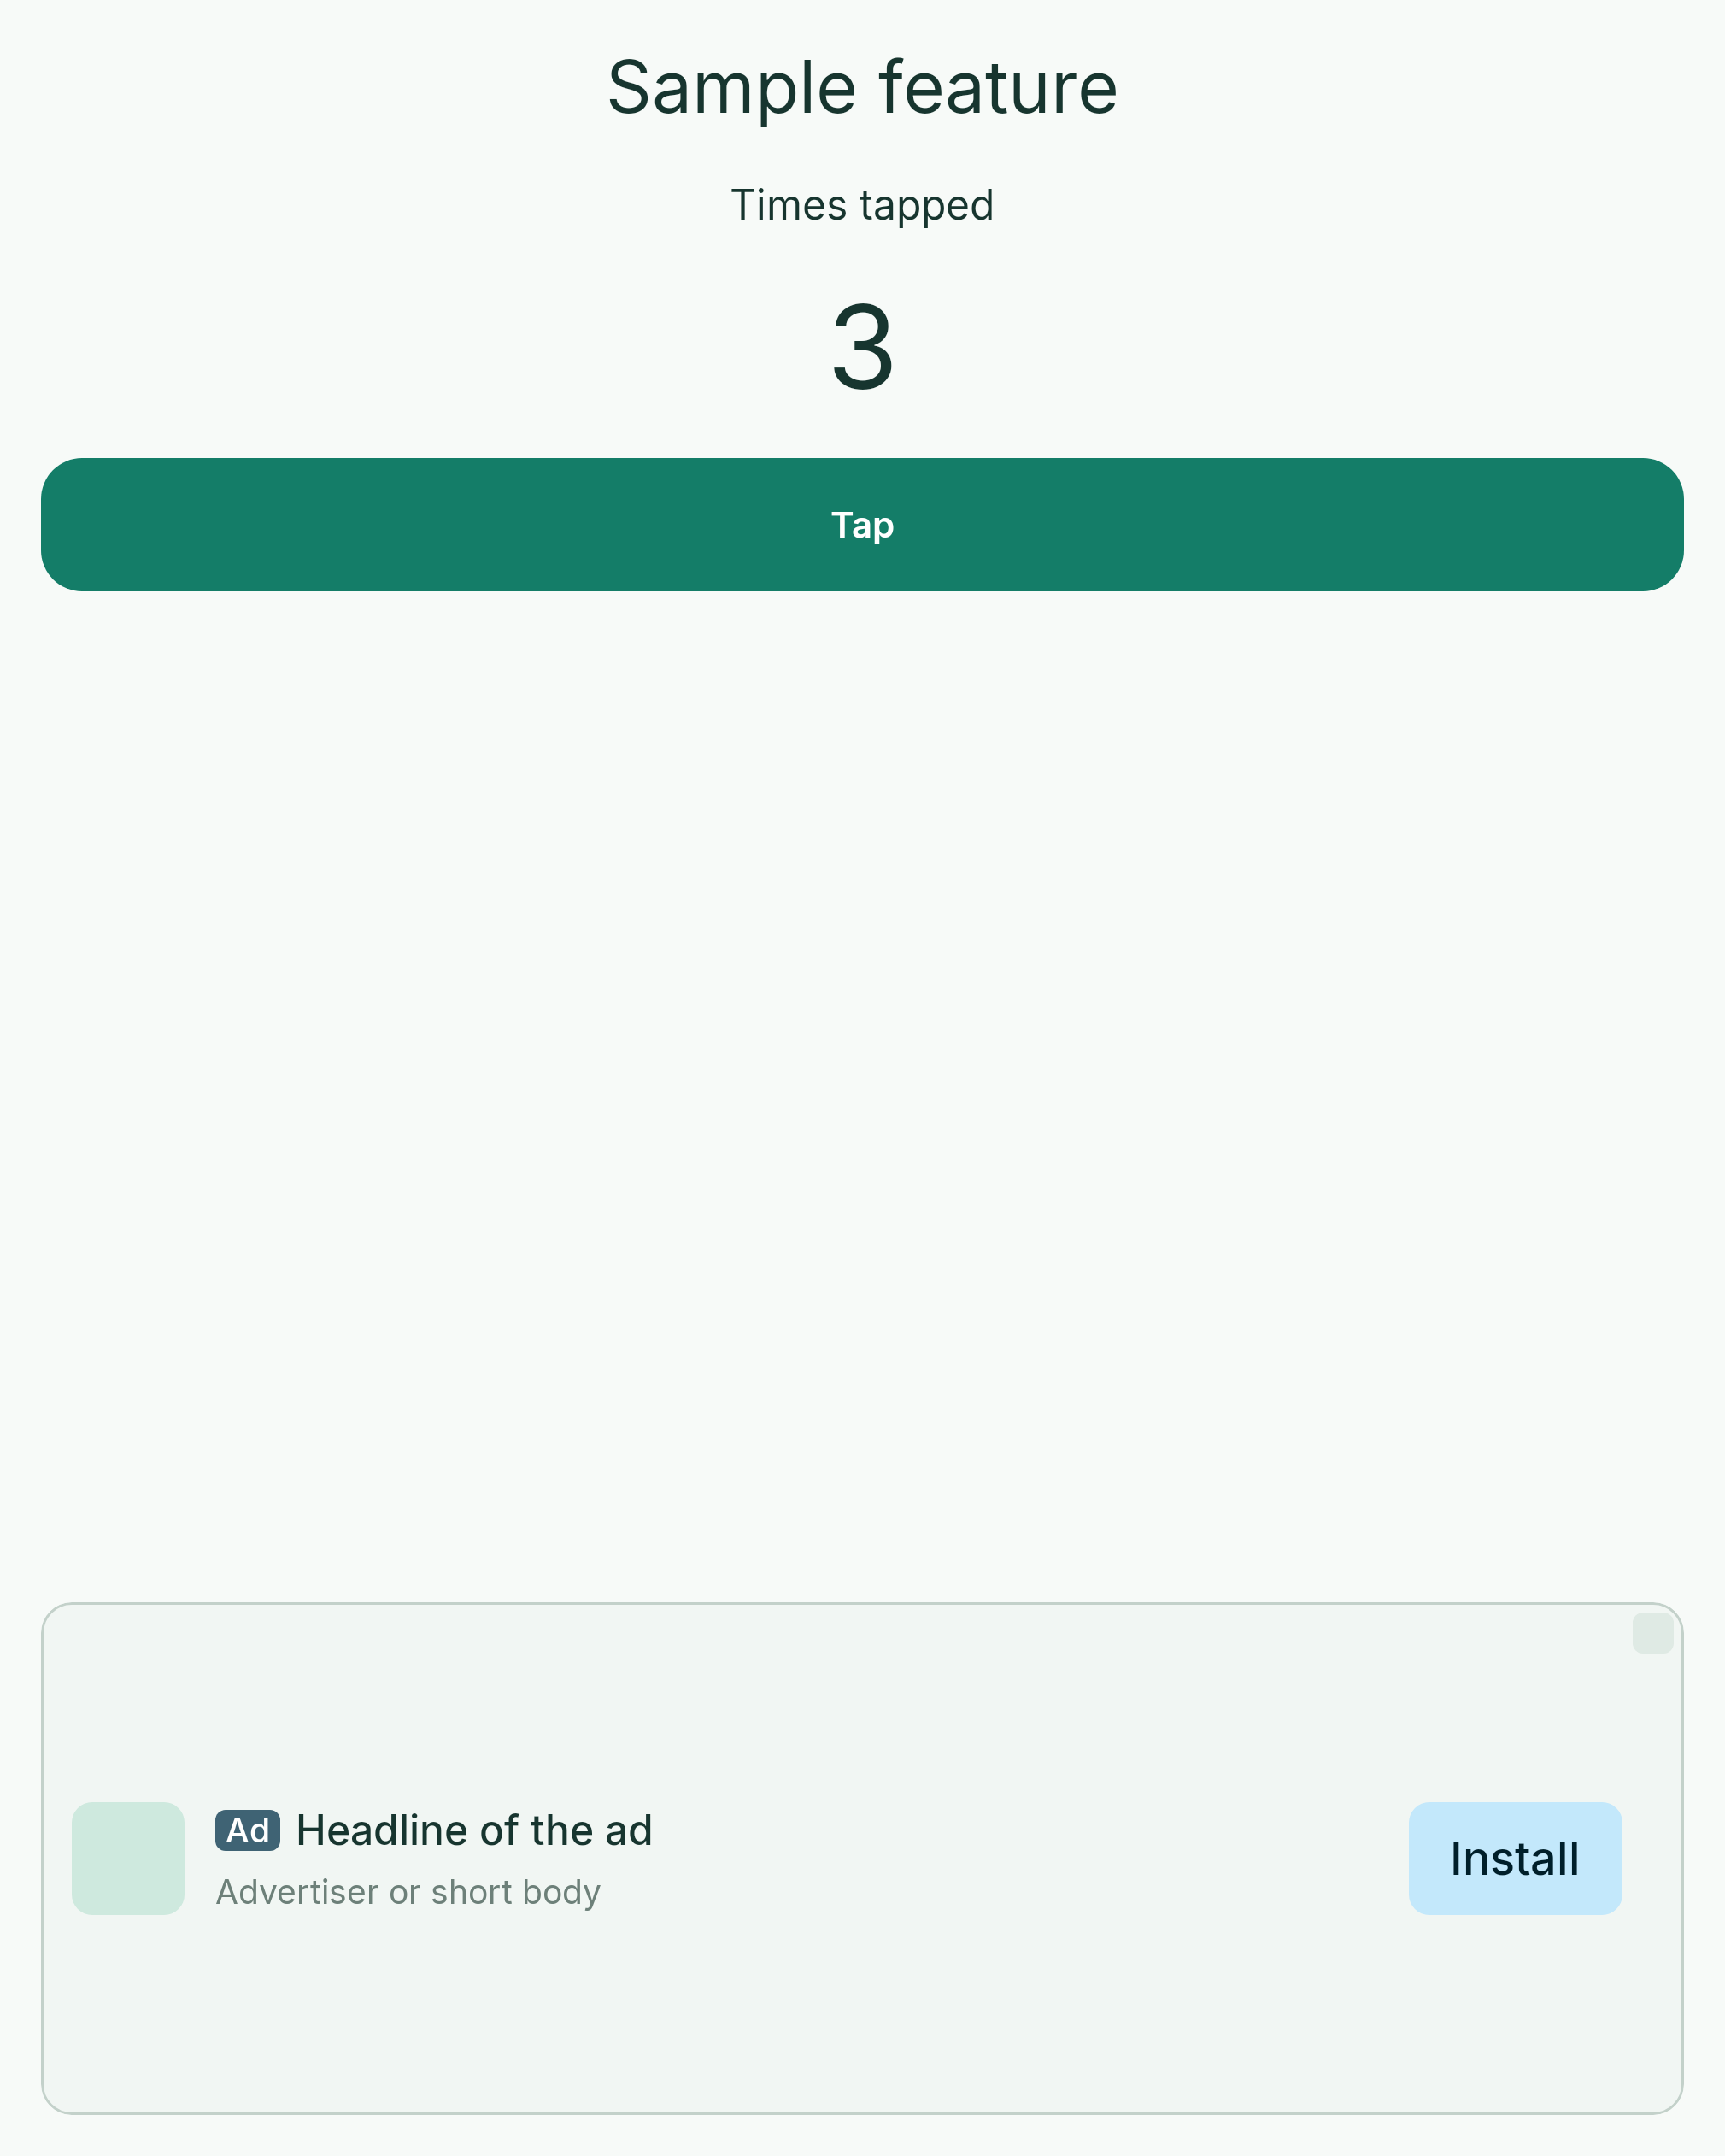 Sample feature
Times tapped
3
Tap
Ad Headline of the ad
Advertiser or short body
Install